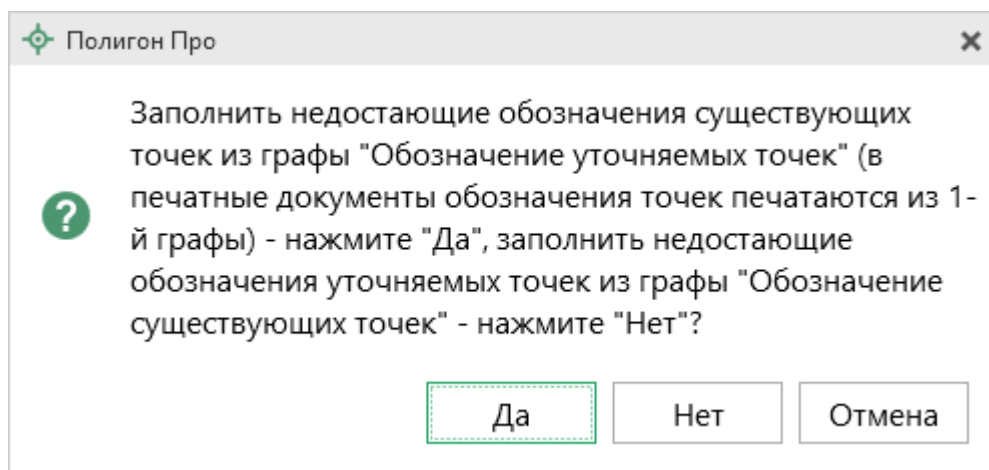 Полигон Про
Заполнить недостающие обозначения существующих
точек из графы "Обозначение уточняемых точек" (в
печатные документы обозначения точек печатаются из 1-
й графы) - нажмите "Да", заполнить недостающие
обозначения уточняемых точек из графы "Обозначение
существующих точек" - нажмите "Нет"?
Да Нет Отмена